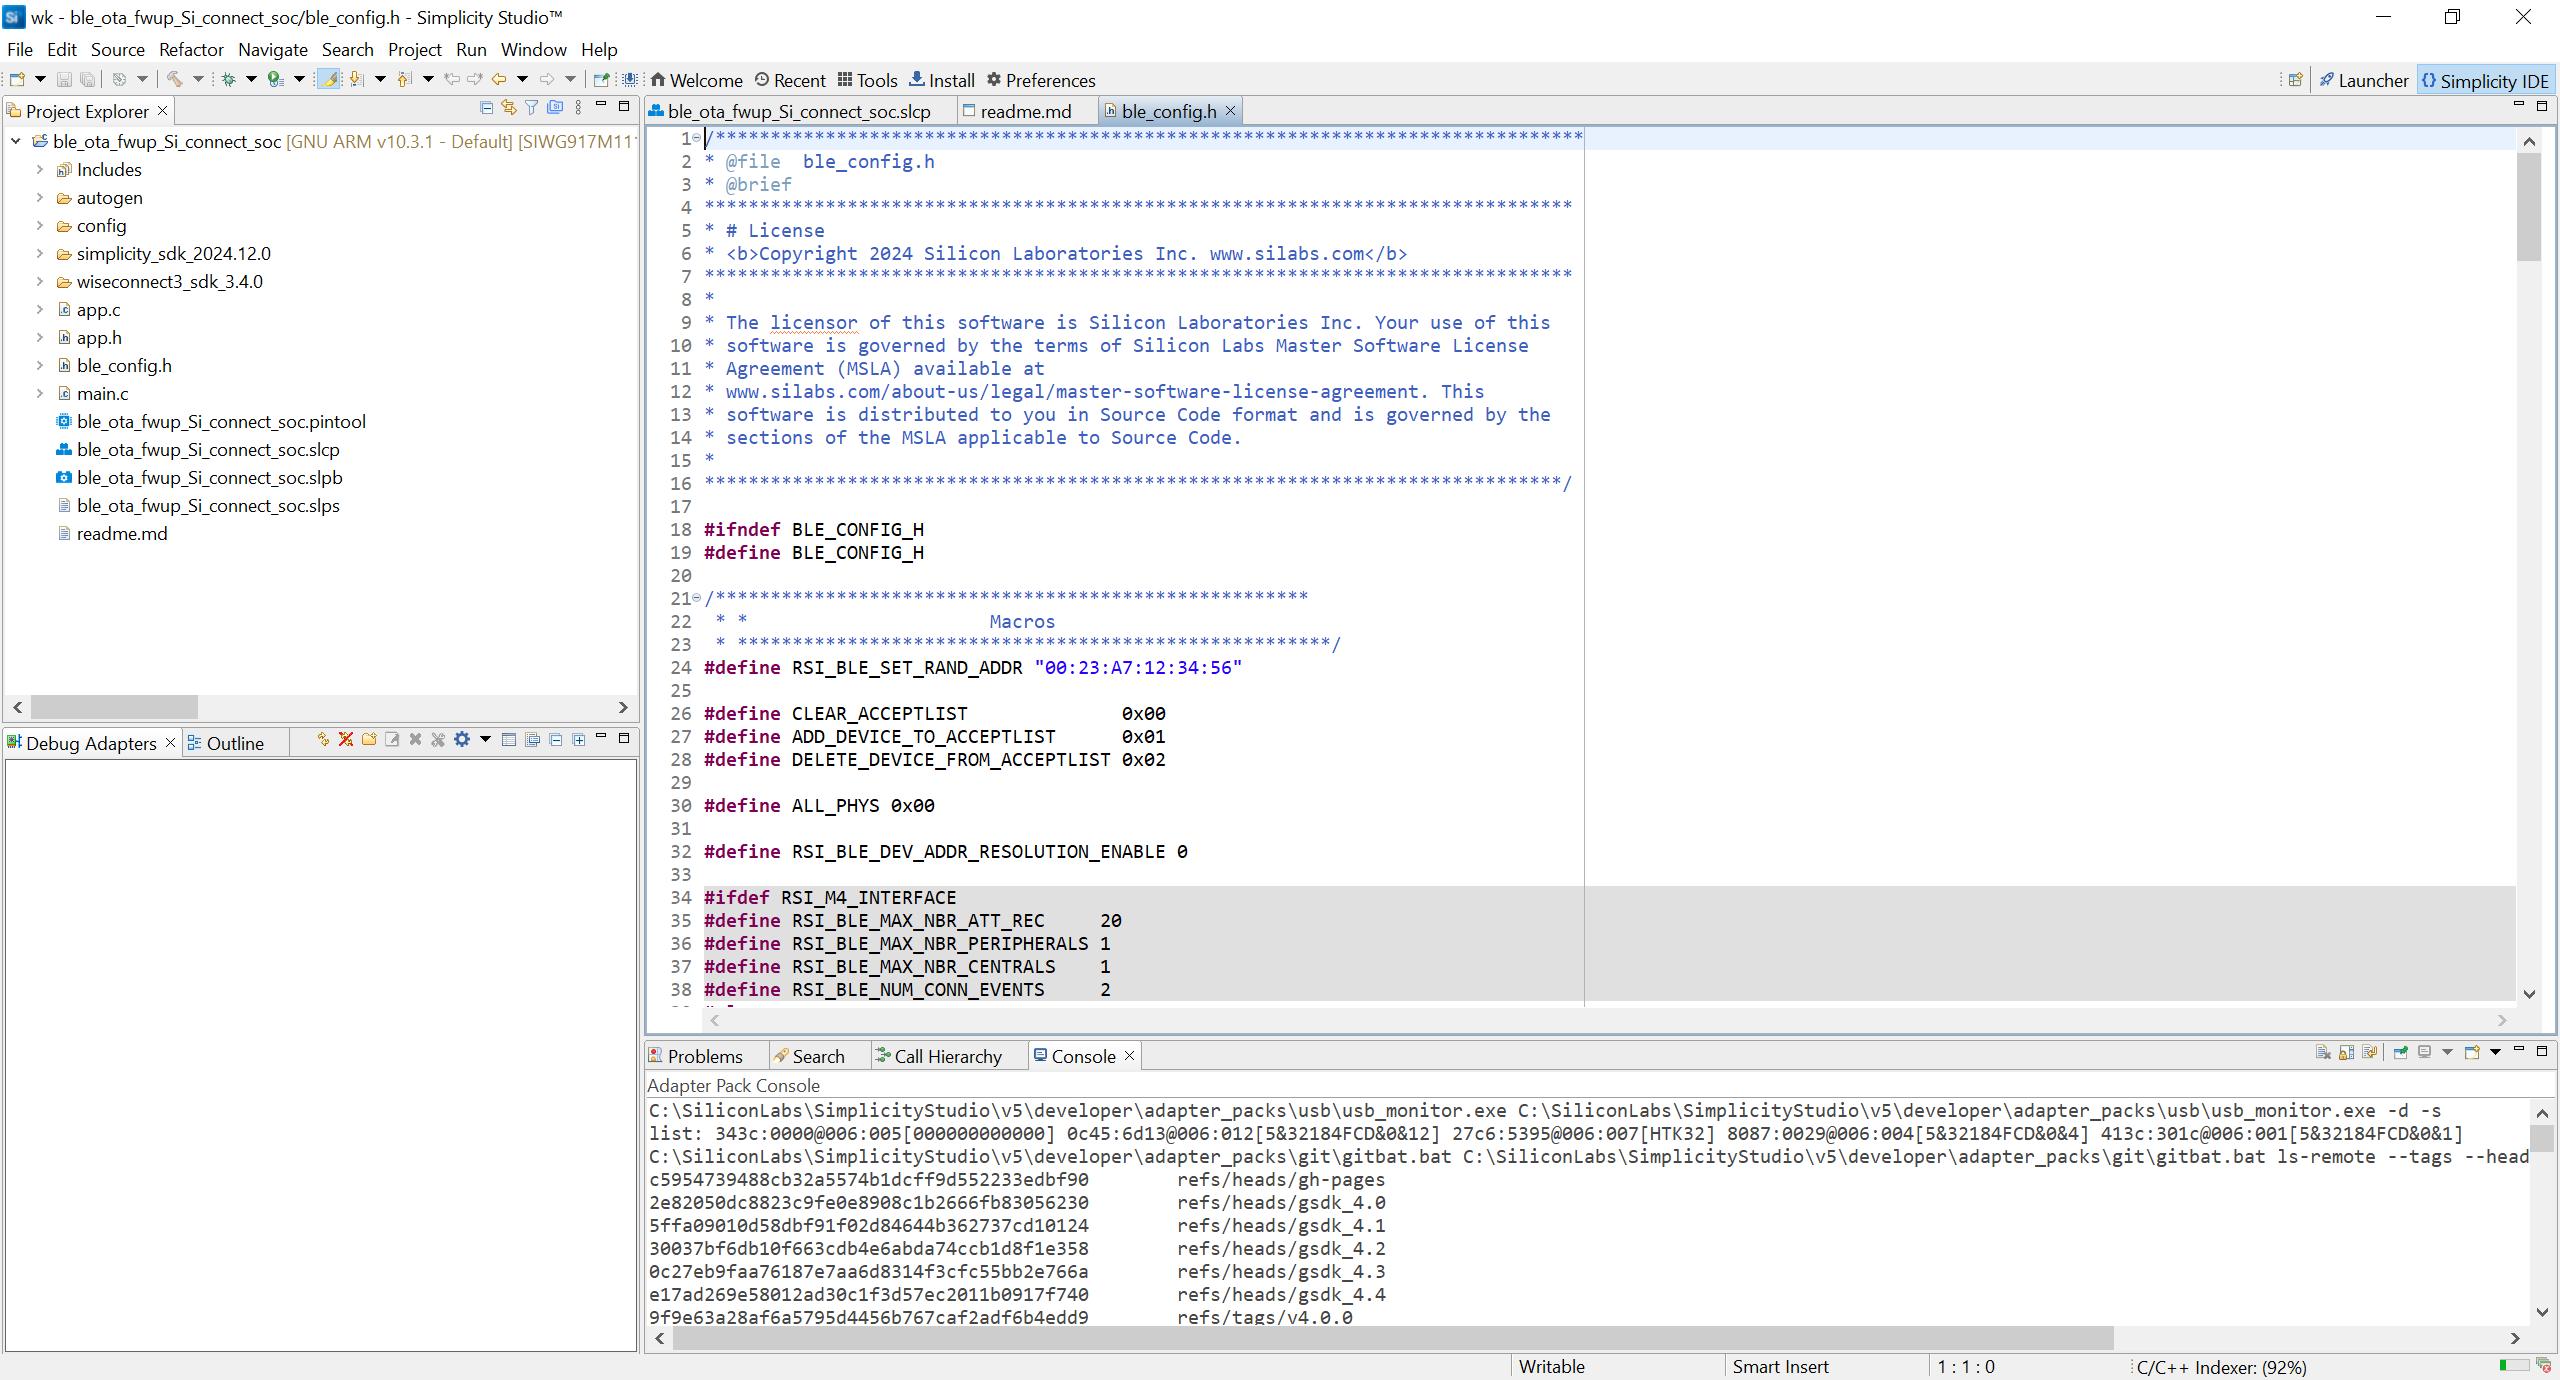 wk - ble_ota_fwup_Si_connect_soc/ble_config.h - Simplicity Studio™
File Edit Source Refactor Navigate Search Project Run Window Help
Welcome Recent Tools Install Preferences Launcher Simplicity IDE
Project Explorer
ble_ota_fwup_Si_connect_soc [GNU ARM v10.3.1 - Default] [SIWG917M11
Includes
autogen
config
simplicity_sdk_2024.12.0
wiseconnect3_sdk_3.4.0
app.c
app.h
ble_config.h
main.c
ble_ota_fwup_Si_connect_soc.pintool
ble_ota_fwup_Si_connect_soc.slcp
ble_ota_fwup_Si_connect_soc.slpb
ble_ota_fwup_Si_connect_soc.slps
readme.md
Debug Adapters Outline
ble_ota_fwup_Si_connect_soc.slcp readme.md ble_config.h
1 /*******************************************************************************
2 * @file ble_config.h
3 * @brief
4 *******************************************************************************
5 * # License
6 * <b>Copyright 2024 Silicon Laboratories Inc. www.silabs.com</b>
7 *******************************************************************************
8 *
9 * The licensor of this software is Silicon Laboratories Inc. Your use of this
10 * software is governed by the terms of Silicon Labs Master Software License
11 * Agreement (MSLA) available at
12 * www.silabs.com/about-us/legal/master-software-license-agreement. This
13 * software is distributed to you in Source Code format and is governed by the
14 * sections of the MSLA applicable to Source Code.
15 *
16 ******************************************************************************/
17
18 #ifndef BLE_CONFIG_H
19 #define BLE_CONFIG_H
20
21 /******************************************************
22 * * Macros
23 * ******************************************************/
24 #define RSI_BLE_SET_RAND_ADDR "00:23:A7:12:34:56"
25
26 #define CLEAR_ACCEPTLIST 0x00
27 #define ADD_DEVICE_TO_ACCEPTLIST 0x01
28 #define DELETE_DEVICE_FROM_ACCEPTLIST 0x02
29
30 #define ALL_PHYS 0x00
31
32 #define RSI_BLE_DEV_ADDR_RESOLUTION_ENABLE 0
33
34 #ifdef RSI_M4_INTERFACE
35 #define RSI_BLE_MAX_NBR_ATT_REC 20
36 #define RSI_BLE_MAX_NBR_PERIPHERALS 1
37 #define RSI_BLE_MAX_NBR_CENTRALS 1
38 #define RSI_BLE_NUM_CONN_EVENTS 2
Problems Search Call Hierarchy Console
Adapter Pack Console
C:\SiliconLabs\SimplicityStudio\v5\developer\adapter_packs\usb\usb_monitor.exe C:\SiliconLabs\SimplicityStudio\v5\developer\adapter_packs\usb\usb_monitor.exe -d -s
list: 343c:0000@006:005[000000000000] 0c45:6d13@006:012[5&32184FCD&0&12] 27c6:5395@006:007[HTK32] 8087:0029@006:004[5&32184FCD&0&4] 413c:301c@006:001[5&32184FCD&0&1]
C:\SiliconLabs\SimplicityStudio\v5\developer\adapter_packs\git\gitbat.bat C:\SiliconLabs\SimplicityStudio\v5\developer\adapter_packs\git\gitbat.bat ls-remote --tags --head
c5954739488cb32a5574b1dcff9d552233edbf90 refs/heads/gh-pages
2e82050dc8823c9fe0e8908c1b2666fb83056230 refs/heads/gsdk_4.0
5ffa09010d58dbf91f02d84644b362737cd10124 refs/heads/gsdk_4.1
30037bf6db10f663cdb4e6abda74ccb1d8f1e358 refs/heads/gsdk_4.2
0c27eb9faa76187e7aa6d8314f3cfc55bb2e766a refs/heads/gsdk_4.3
e17ad269e58012ad30c1f3d57ec2011b0917f740 refs/heads/gsdk_4.4
9f9e63a28af6a5795d4456b767caf2adf6b4edd9 refs/tags/v4.0.0
Writable Smart Insert 1 : 1 : 0 C/C++ Indexer: (92%)